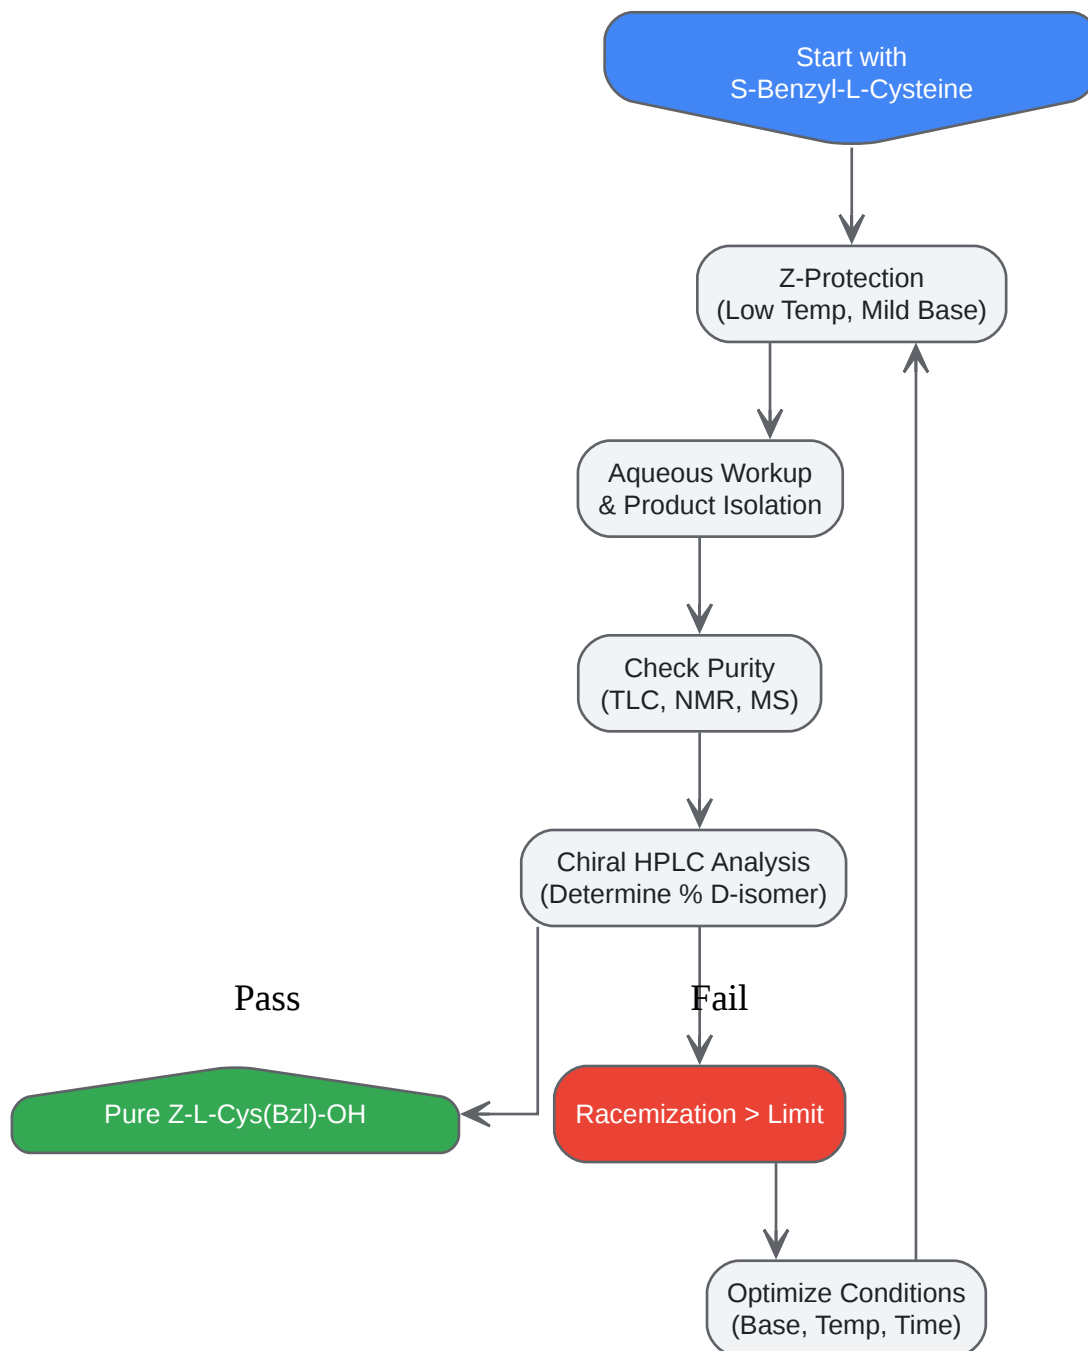 Start with
S-Benzyl-L-Cysteine
Z-Protection
(Low Temp, Mild Base)
Aqueous Workup
& Product Isolation
Check Purity
(TLC, NMR, MS)
Chiral HPLC Analysis
(Determine % D-isomer)
Pass
Fail
Pure Z-L-Cys(Bzl)-OH
Racemization > Limit
Optimize Conditions
(Base, Temp, Time)